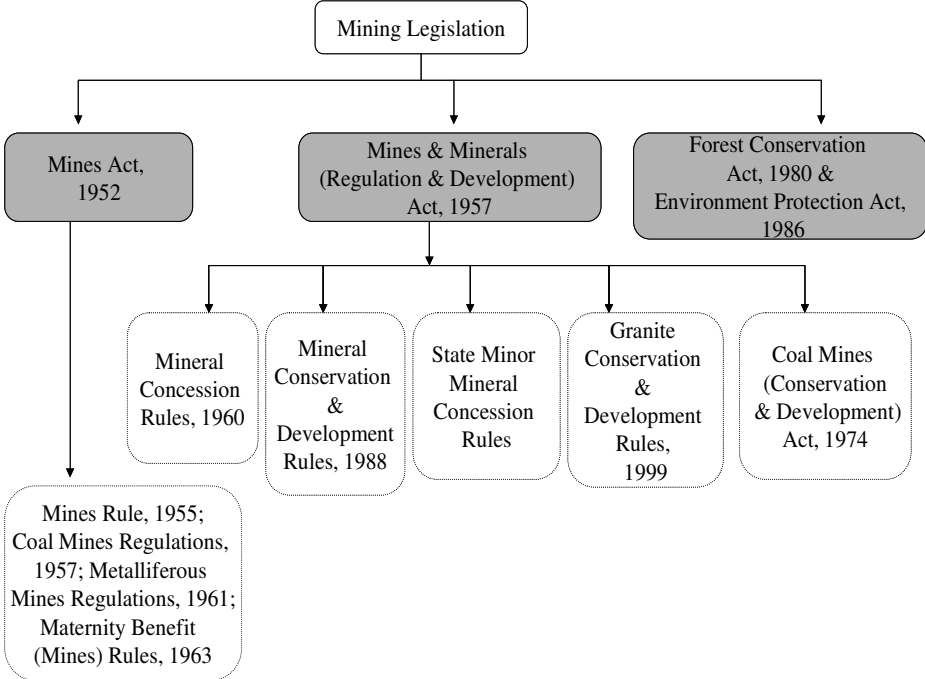 Mining Legislation
Mines Act,
1952
Mines & Minerals
(Regulation & Development)
Act, 1957
Forest Conservation
Act, 1980 &
Environment Protection Act,
1986
Mineral
Concession
Rules, 1960
Mineral
Conservation
&
Development
Rules, 1988
State Minor
Mineral
Concession
Rules
Granite
Conservation
&
Development
Rules,
1999
Coal Mines
(Conservation
& Development)
Act, 1974
Mines Rule, 1955;
Coal Mines Regulations,
1957; Metalliferous
Mines Regulations, 1961;
Maternity Benefit
(Mines) Rules, 1963